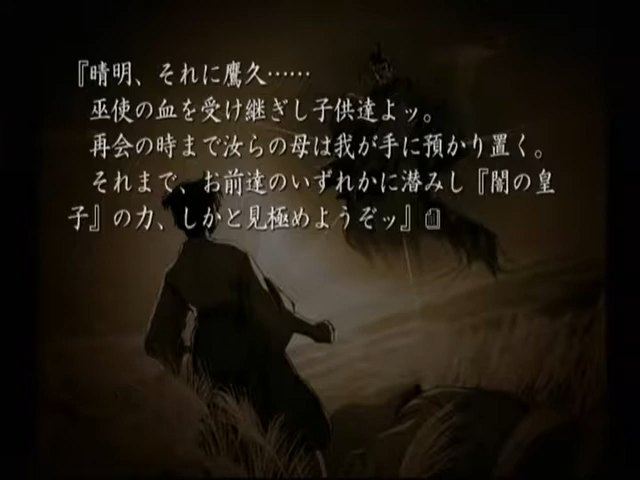 『晴明、それに鷹久……
巫使の血を受け継ぎし子供達よッ。
再会の時まで汝らの母は我が手に預かり置く。
それまで、お前達のいずれかに潜みし『闇の皇
子』の力、しかと見極めようぞッ』